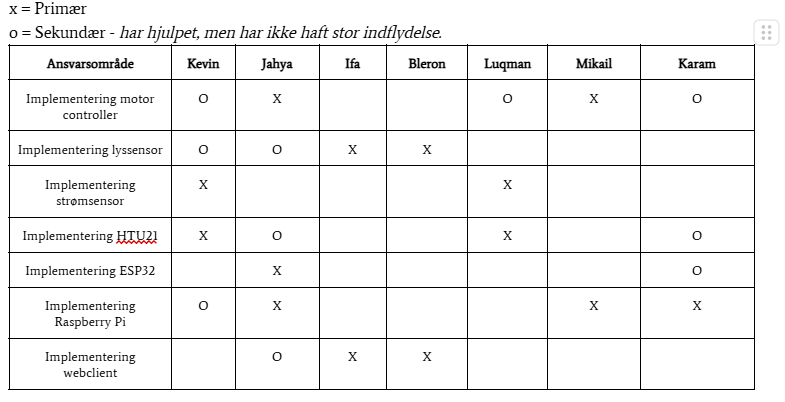 x = Primær
o = Sekundær - har hjulpet, men har ikke haft stor indflydelse.
Ansvarsområde Kevin Jahya Ifa Bleron Luqman Mikail Karam
Implementering motor controller O X O X O
Implementering lyssensor O O X X
Implementering strømsensor X X
Implementering HTU21 X O X O
Implementering ESP32 X O
Implementering Raspberry Pi O X X X
Implementering webclient O X X